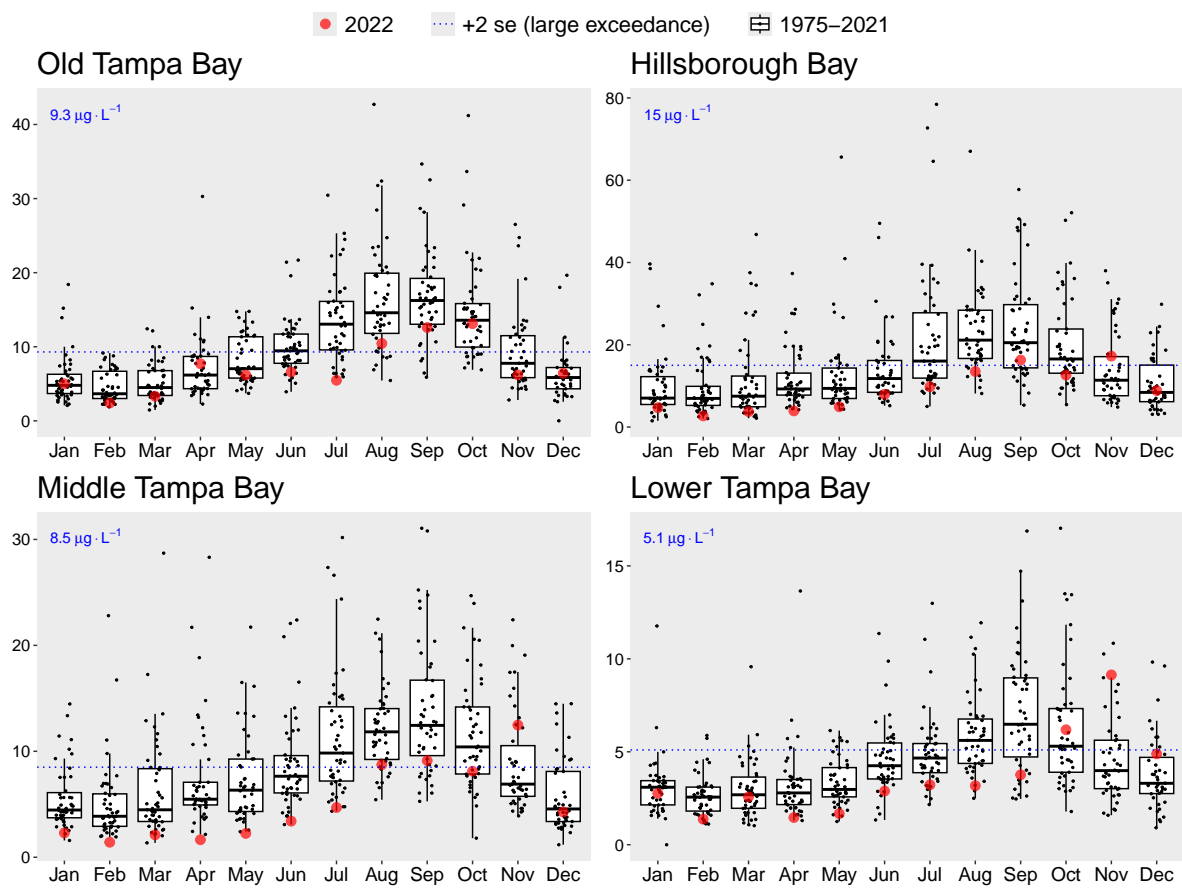 2022 +2 se (large exceedance) 1975−2021
Old Tampa Bay
9.3 μg⋅L−1
40
30
20
10
0
Jan Feb Mar Apr May Jun Jul Aug Sep Oct Nov Dec
Hillsborough Bay
15 μg⋅L−1
80
60
40
20
0
Jan Feb Mar Apr May Jun Jul Aug Sep Oct Nov Dec
Middle Tampa Bay
8.5 μg⋅L−1
30
20
10
0
Jan Feb Mar Apr May Jun Jul Aug Sep Oct Nov Dec
Lower Tampa Bay
5.1 μg⋅L−1
15
10
5
0
Jan Feb Mar Apr May Jun Jul Aug Sep Oct Nov Dec